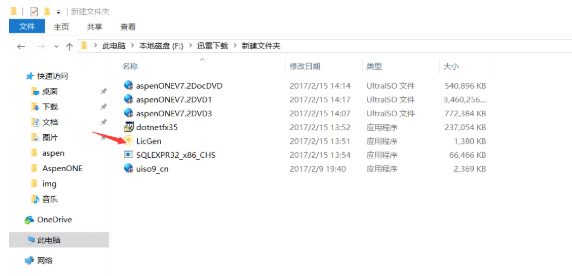 新建文件夹
文件 主页 共享 查看
此电脑 > 本地磁盘 (F:) > 迅雷下载 > 新建文件夹
名称 修改日期 类型 大小
快速访问
桌面
下载
文档
图片
aspen
AspenONE
img
音乐
OneDrive
此电脑
网络
aspenONEV7.2DocDVD 2017/2/15 14:14 UltraISO 文件 540,896 KB
aspenONEV7.2DVD1 2017/2/15 14:17 UltraISO 文件 3,460,256...
aspenONEV7.2DVD3 2017/2/15 14:07 UltraISO 文件 772,384 KB
dotnetfx35 2017/2/15 13:52 应用程序 237,054 KB
LicGen 2017/2/15 13:51 应用程序 1,380 KB
SQLEXPR32_x86_CHS 2017/2/15 13:54 应用程序 66,466 KB
uiso9_cn 2017/2/9 19:40 应用程序 2,369 KB